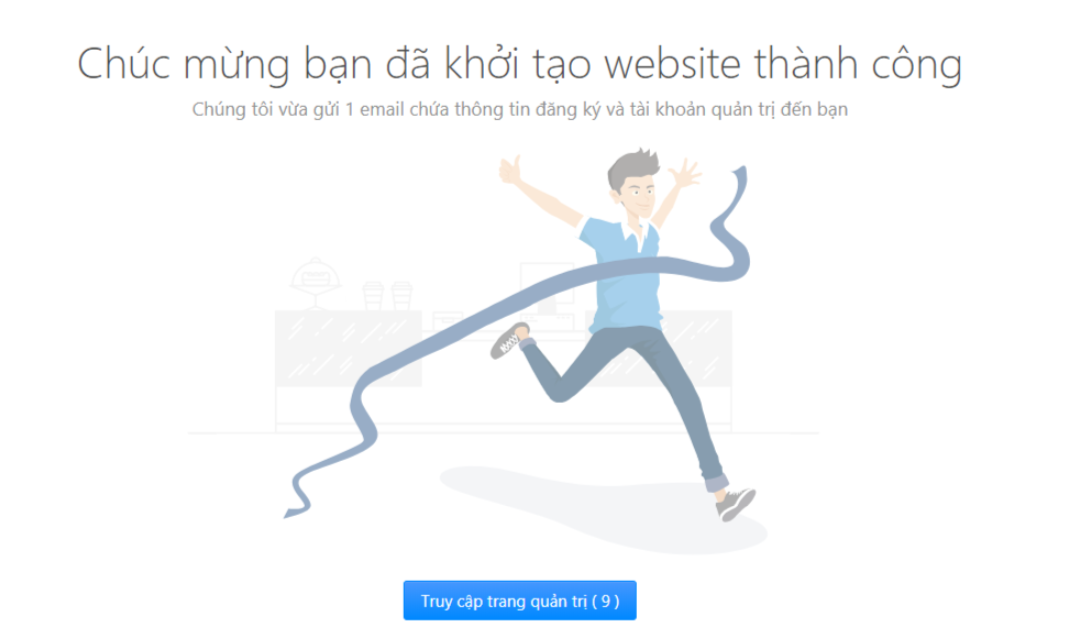 Chúc mừng bạn đã khởi tạo website thành công
Chúng tôi vừa gửi 1 email chứa thông tin đăng ký và tài khoản quản trị đến bạn
Truy cập trang quản trị ( 9 )